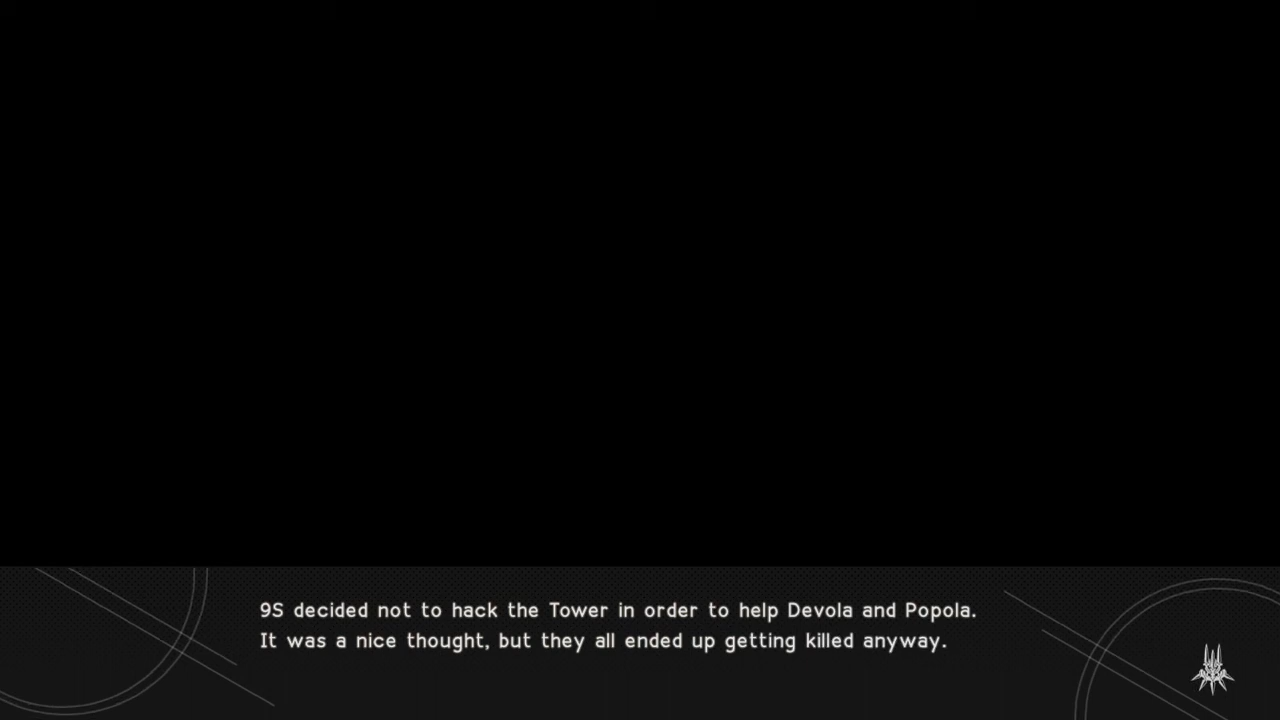 9S decided not to hack the Tower in order to help Devola and Popola.
It was a nice thought, but they all ended up getting killed anyway.